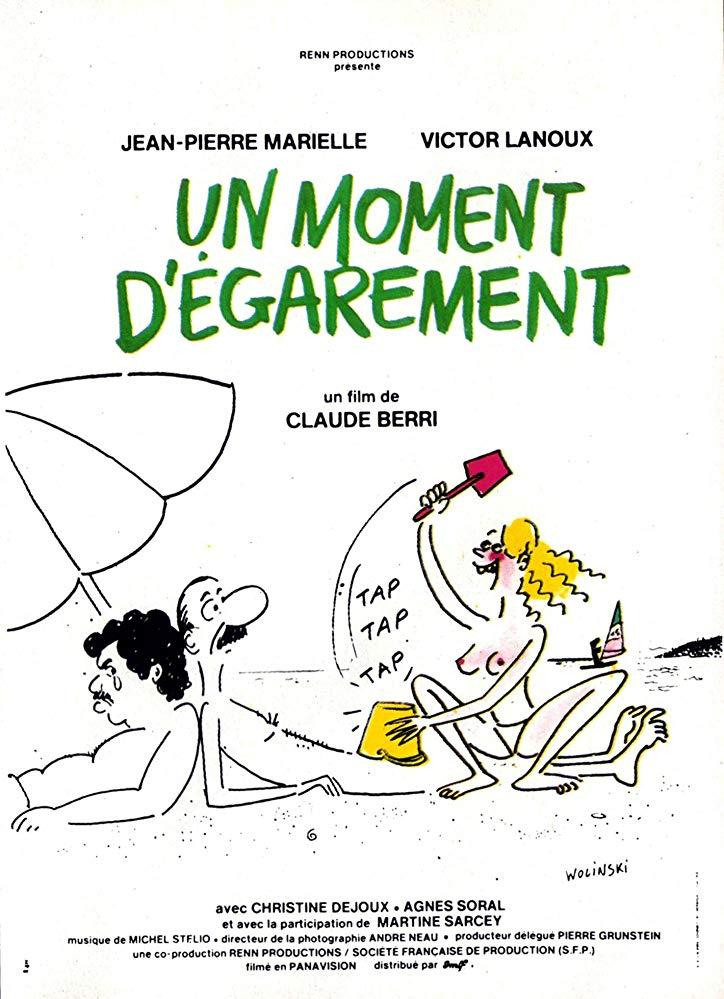 RENN PRODUCTIONS
présente
JEAN-PIERRE MARIELLE VICTOR LANOUX
UN MOMENT
D'ÉGAREMENT
un film de
CLAUDE BERRI
TAP
TAP
TAP
WOLINSKI
avec CHRISTINE DEJOUX • AGNES SORAL
et avec la participation de MARTINE SARCEY
musique de MICHEL STELIO • directeur de la photographie ANDRE NEAU • producteur délégué PIERRE GRUNSTEIN
une co-production RENN PRODUCTIONS / SOCIÉTÉ FRANCAISE DE PRODUCTION (S.F.P.)
filmé en PANAVISION distribué par